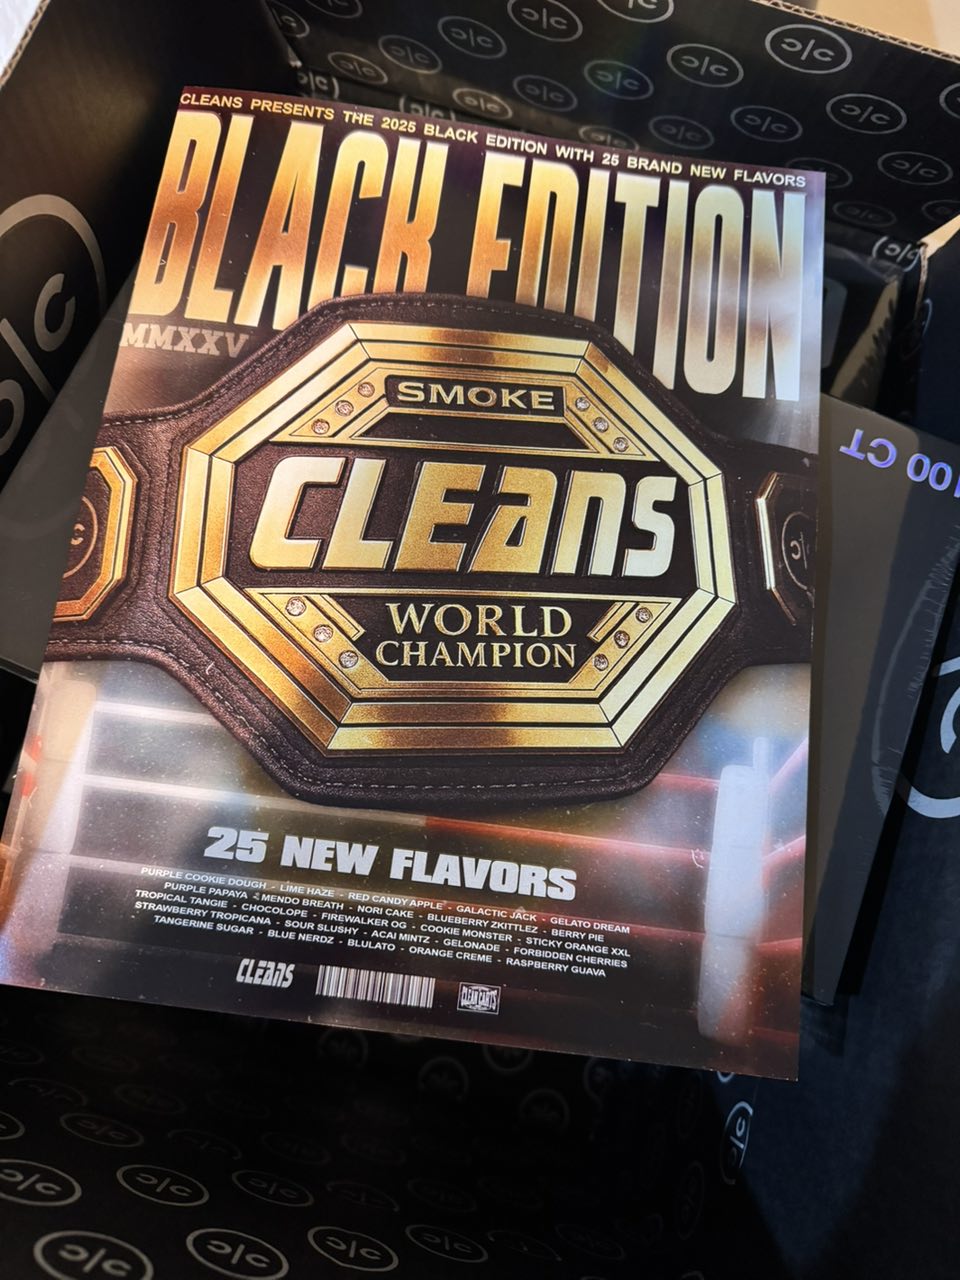 CLEANS PRESENTS THE 2025 BLACK EDITION WITH 25 BRAND NEW FLAVORS
BLACK EDITION
MMXXV
SMOKE
CLEANS
WORLD
CHAMPION
100 CT
25 NEW FLAVORS
PURPLE COOKIE DOUGH - LIME HAZE - RED CANDY APPLE - GALACTIC JACK - GELATO DREAM
PURPLE PAPAYA - MENDO BREATH - NORI CAKE - BLUEBERRY ZKITTLEZ - BERRY PIE
TROPICAL TANGIE - CHOCOLOPE - FIREWALKER OG - COOKIE MONSTER - STICKY ORANGE XXL
STRAWBERRY TROPICANA - SOUR SLUSHY - ACAI MINTZ - GELONADE - FORBIDDEN CHERRIES
TANGERINE SUGAR - BLUE NERDZ - BLULATO - ORANGE CREME - RASPBERRY GUAVA
CLEANS
CLEAN CARTS